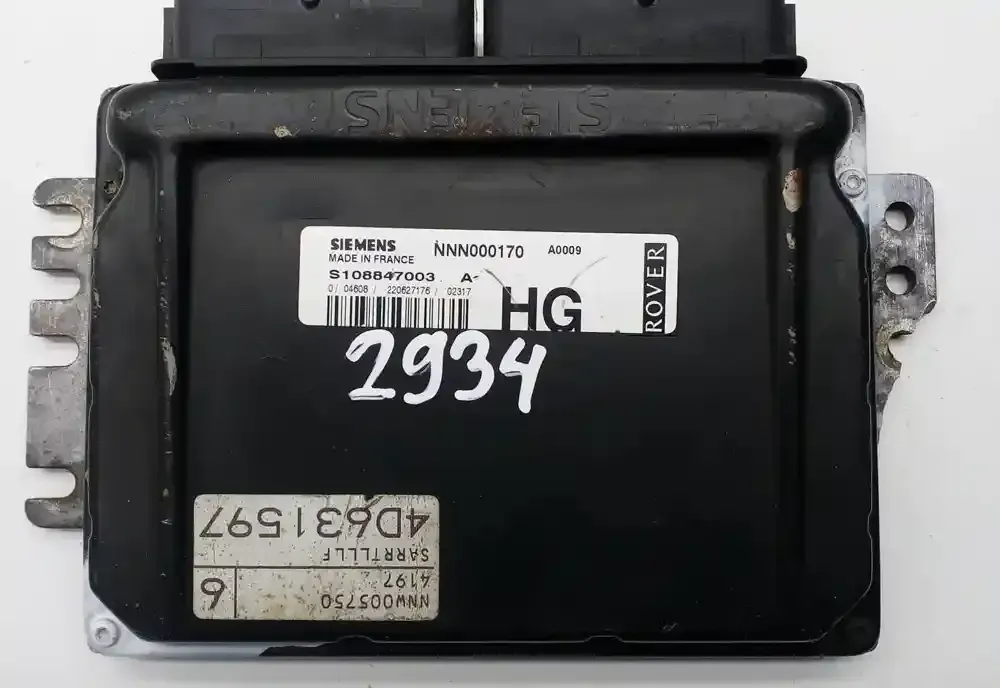 SIEMENS
SIEMENS NNN000170 A0009
MADE IN FRANCE
S108847003 A
0/ 04608 / 220627176 / 02317
HG
ROVER
2934
NNW005750
4197 6
SARRTLLLF
4D631597